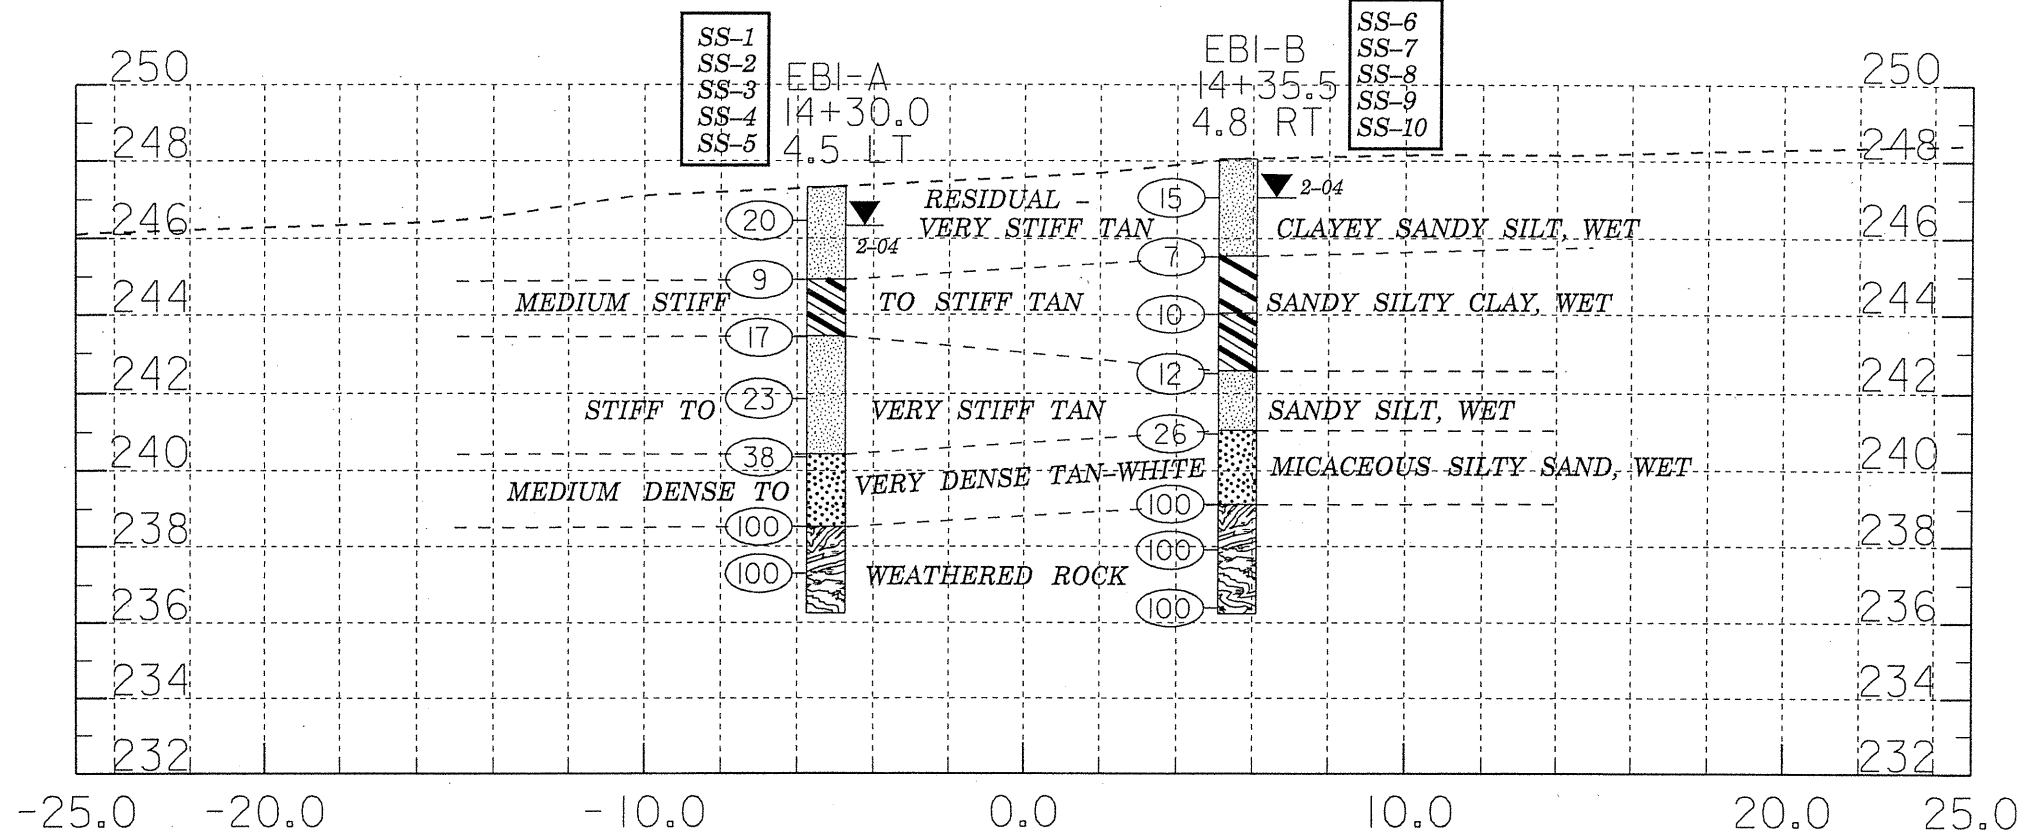 SS-1
SS-2
SS-3
SS-4
SS-5
EB1-A
14+30.0
4.5 LT
EB1-B
14+35.5
4.8 RT
SS-6
SS-7
SS-8
SS-9
SS-10
250
248
246
244
242
240
238
236
234
232
250
248
246
244
242
240
238
236
234
232
20
9
17
23
38
100
100
2-04
15
7
10
12
26
100
100
100
2-04
RESIDUAL -
VERY STIFF TAN CLAYEY SANDY SILT, WET
MEDIUM STIFF TO STIFF TAN SANDY SILTY CLAY, WET
STIFF TO VERY STIFF TAN SANDY SILT, WET
MEDIUM DENSE TO VERY DENSE TAN-WHITE MICACEOUS SILTY SAND, WET
WEATHERED ROCK
-25.0 -20.0 -10.0 0.0 10.0 20.0 25.0